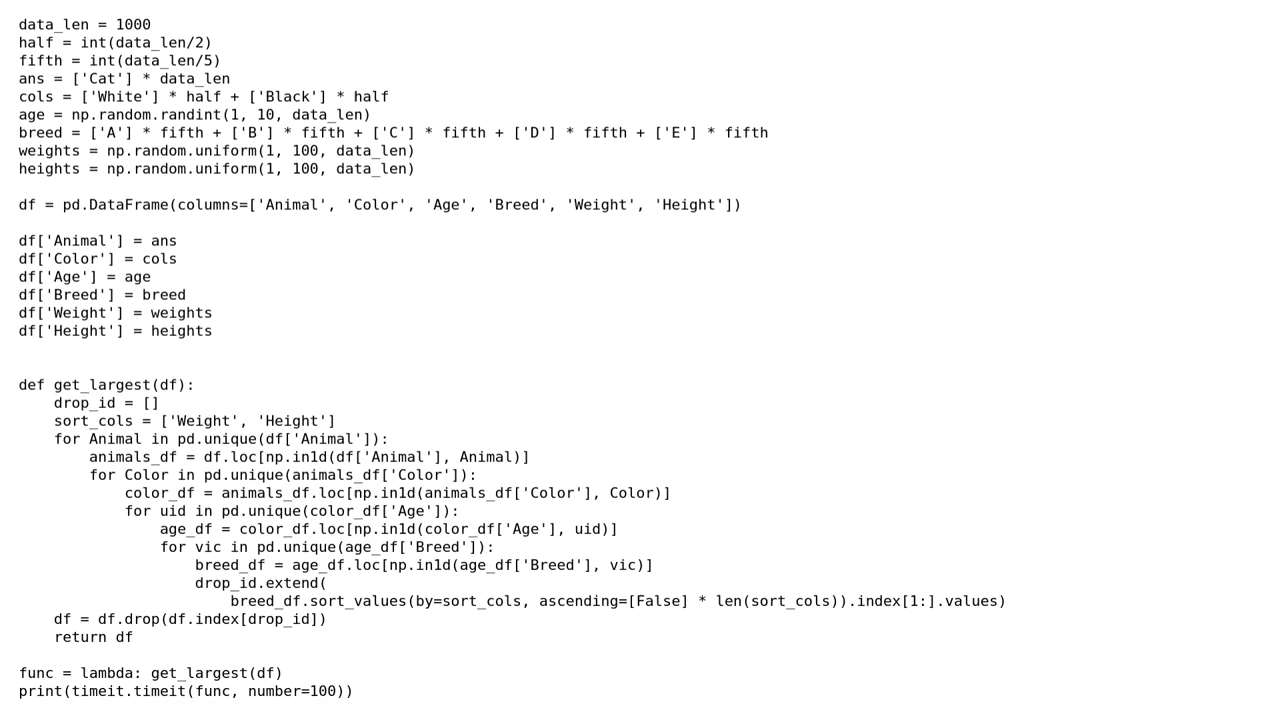 data_len = 1000
half = int(data_len/2)
fifth = int(data_len/5)
ans = ['Cat'] * data_len
cols = ['White'] * half + ['Black'] * half
age = np.random.randint(1, 10, data_len)
breed = ['A'] * fifth + ['B'] * fifth + ['C'] * fifth + ['D'] * fifth + ['E'] * fifth
weights = np.random.uniform(1, 100, data_len)
heights = np.random.uniform(1, 100, data_len)

df = pd.DataFrame(columns=['Animal', 'Color', 'Age', 'Breed', 'Weight', 'Height'])

df['Animal'] = ans
df['Color'] = cols
df['Age'] = age
df['Breed'] = breed
df['Weight'] = weights
df['Height'] = heights


def get_largest(df):
    drop_id = []
    sort_cols = ['Weight', 'Height']
    for Animal in pd.unique(df['Animal']):
        animals_df = df.loc[np.in1d(df['Animal'], Animal)]
        for Color in pd.unique(animals_df['Color']):
            color_df = animals_df.loc[np.in1d(animals_df['Color'], Color)]
            for uid in pd.unique(color_df['Age']):
                age_df = color_df.loc[np.in1d(color_df['Age'], uid)]
                for vic in pd.unique(age_df['Breed']):
                    breed_df = age_df.loc[np.in1d(age_df['Breed'], vic)]
                    drop_id.extend(
                        breed_df.sort_values(by=sort_cols, ascending=[False] * len(sort_cols)).index[1:].values)
    df = df.drop(df.index[drop_id])
    return df

func = lambda: get_largest(df)
print(timeit.timeit(func, number=100))